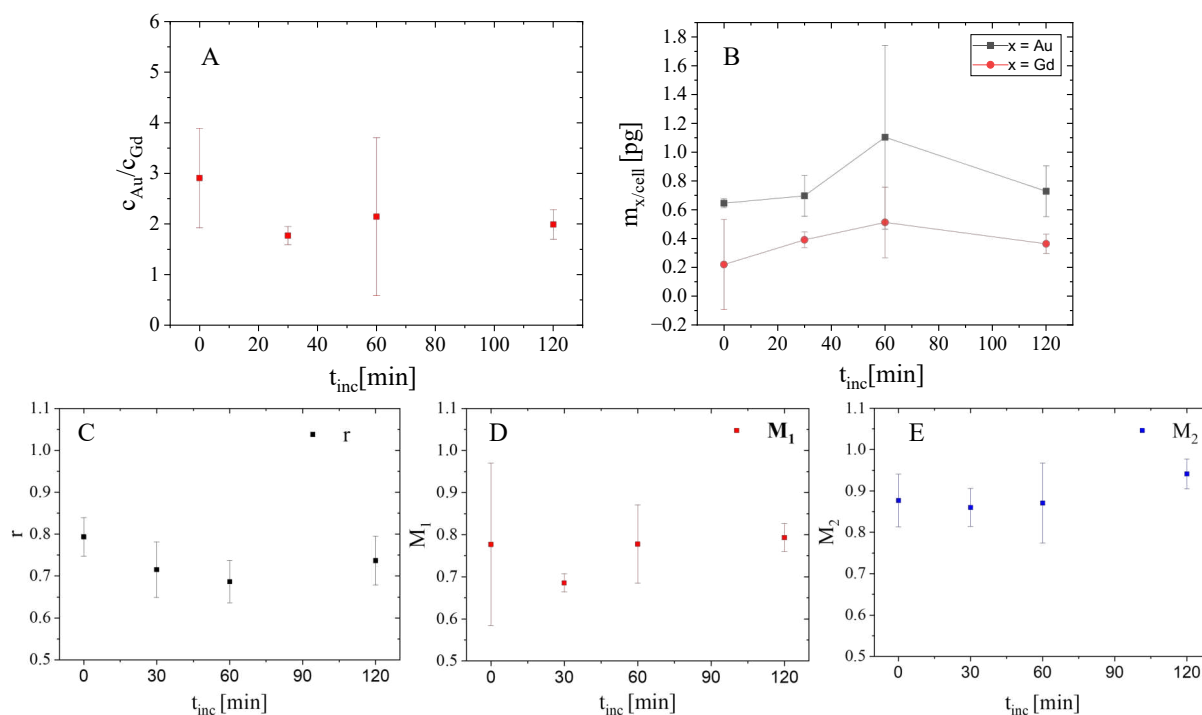 A
c_Au/c_Gd
6
5
4
3
2
1
0
0 20 40 60 80 100 120
t_inc[min]
B
x = Au
x = Gd
m_x/cell [pg]
1.8
1.6
1.4
1.2
1.0
0.8
0.6
0.4
0.2
0.0
−0.2
0 20 40 60 80 100 120
t_inc[min]
C
r
r
1.1
1.0
0.9
0.8
0.7
0.6
0.5
0 30 60 90 120
t_inc [min]
D
M_1
M_1
1.1
1.0
0.9
0.8
0.7
0.6
0.5
0 30 60 90 120
t_inc [min]
E
M_2
M_2
1.1
1.0
0.9
0.8
0.7
0.6
0.5
0 30 60 90 120
t_inc [min]